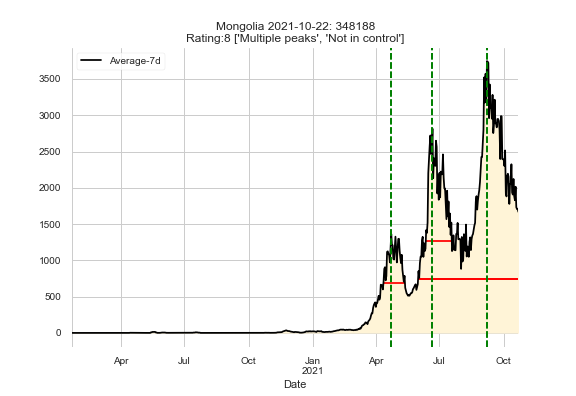 Mongolia 2021-10-22: 348188
Rating:8 ['Multiple peaks', 'Not in control']
Average-7d
3500
3000
2500
2000
1500
1000
500
0
Apr
Jul
Oct
Jan
2021
Apr
Jul
Oct
Date